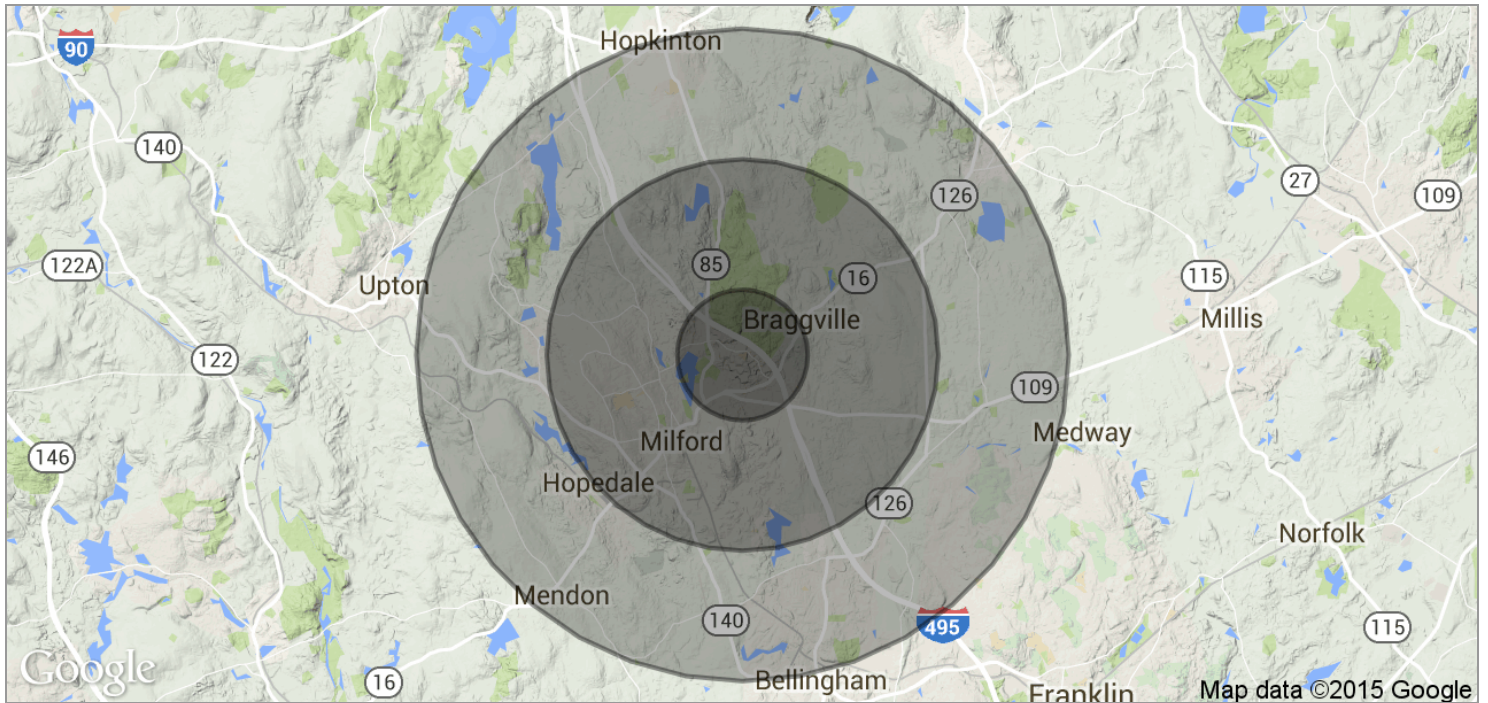 Hopkinton
90
140
126
27
109
122A
85
16
115
Upton
Braggville
Millis
122
109
Medway
Milford
146
Hopedale
126
Norfolk
Mendon
140
495
115
Google
16
Bellingham
Franklin
Map data ©2015 Google